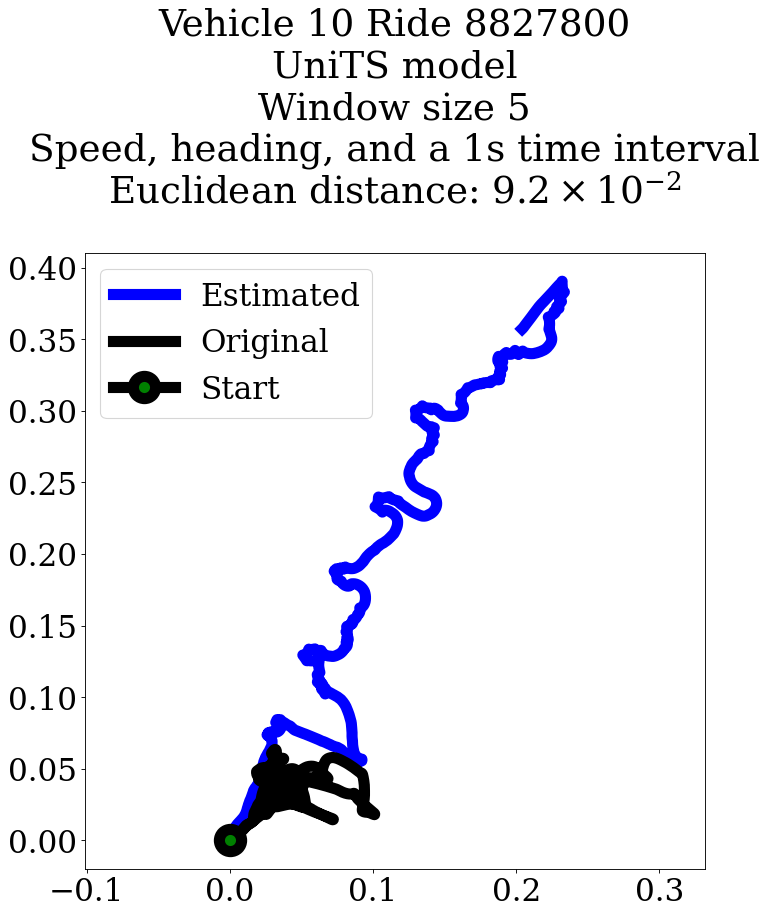 Vehicle 10 Ride 8827800
UniTS model
Window size 5
Speed, heading, and a 1s time interval
Euclidean distance: 9.2 × 10⁻²
Estimated
Original
Start
0.40
0.35
0.30
0.25
0.20
0.15
0.10
0.05
0.00
−0.1
0.0
0.1
0.2
0.3